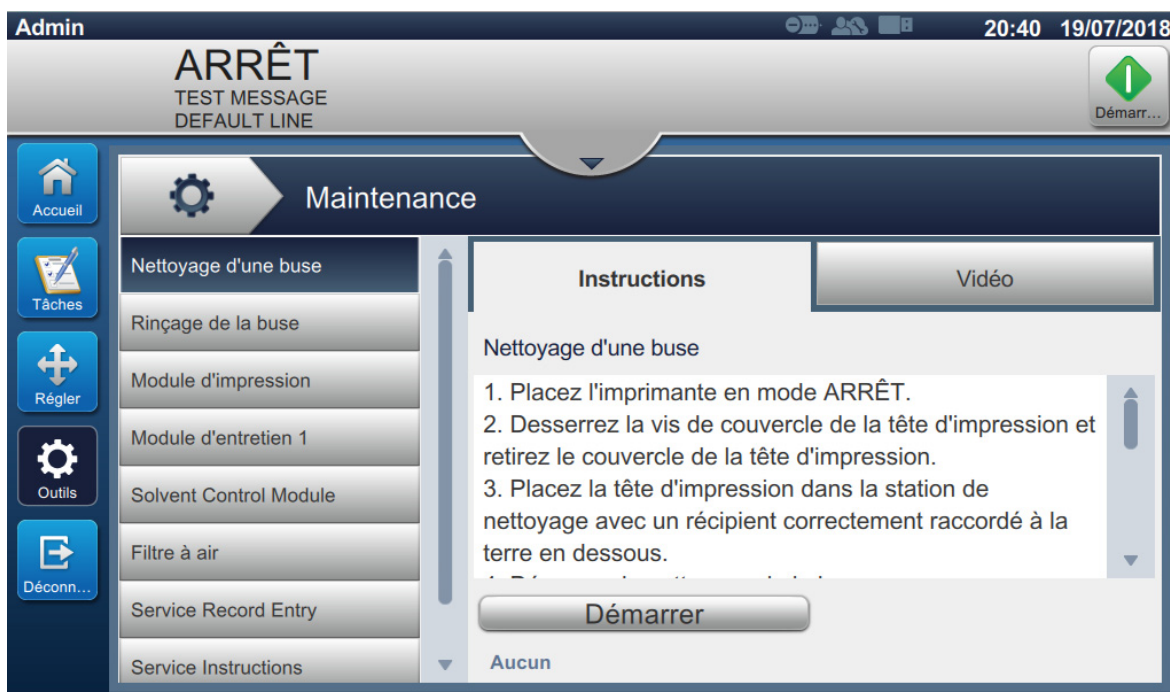 Admin
20:40 19/07/2018
ARRÊT
TEST MESSAGE
DEFAULT LINE
Démarr...
Accueil
Tâches
Régler
Outils
Déconn...
Maintenance
Nettoyage d'une buse
Rinçage de la buse
Module d'impression
Module d'entretien 1
Solvent Control Module
Filtre à air
Service Record Entry
Service Instructions
Instructions
Vidéo
Nettoyage d'une buse
1. Placez l'imprimante en mode ARRÊT.
2. Desserrez la vis de couvercle de la tête d'impression et
retirez le couvercle de la tête d'impression.
3. Placez la tête d'impression dans la station de
nettoyage avec un récipient correctement raccordé à la
terre en dessous.
Démarrer
Aucun